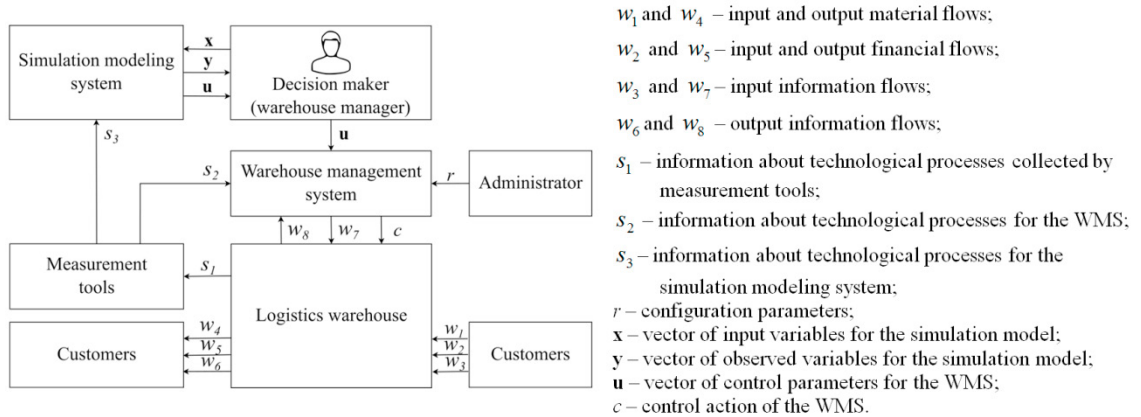 x
Simulation modeling
system
y
u
Decision maker
(warehouse manager)
s₃
u
s₂
Warehouse management
system
r
Administrator
w₈
w₇
c
Measurement
tools
s₁
Logistics warehouse
Customers
w₄
w₅
w₆
w₁
w₂
w₃
Customers
w₁ and w₄ – input and output material flows;
w₂ and w₅ – input and output financial flows;
w₃ and w₇ – input information flows;
w₆ and w₈ – output information flows;
s₁ – information about technological processes collected by
measurement tools;
s₂ – information about technological processes for the WMS;
s₃ – information about technological processes for the
simulation modeling system;
r – configuration parameters;
x – vector of input variables for the simulation model;
y – vector of observed variables for the simulation model;
u – vector of control parameters for the WMS;
c – control action of the WMS.